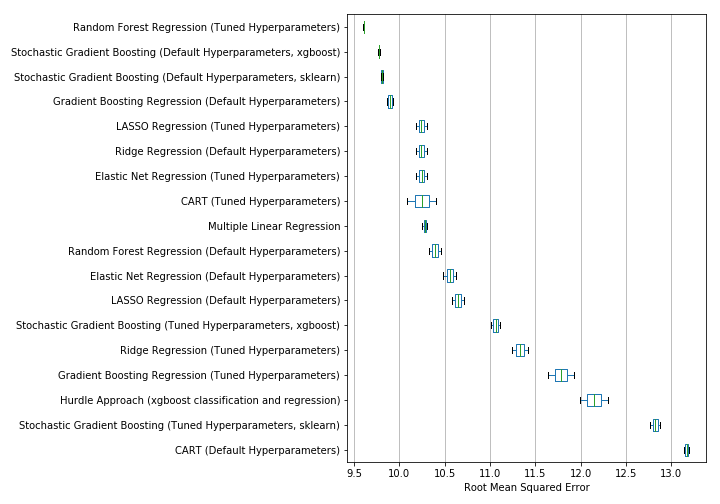 Random Forest Regression (Tuned Hyperparameters)
Stochastic Gradient Boosting (Default Hyperparameters, xgboost)
Stochastic Gradient Boosting (Default Hyperparameters, sklearn)
Gradient Boosting Regression (Default Hyperparameters)
LASSO Regression (Tuned Hyperparameters)
Ridge Regression (Default Hyperparameters)
Elastic Net Regression (Tuned Hyperparameters)
CART (Tuned Hyperparameters)
Multiple Linear Regression
Random Forest Regression (Default Hyperparameters)
Elastic Net Regression (Default Hyperparameters)
LASSO Regression (Default Hyperparameters)
Stochastic Gradient Boosting (Tuned Hyperparameters, xgboost)
Ridge Regression (Tuned Hyperparameters)
Gradient Boosting Regression (Tuned Hyperparameters)
Hurdle Approach (xgboost classification and regression)
Stochastic Gradient Boosting (Tuned Hyperparameters, sklearn)
CART (Default Hyperparameters)
9.5 10.0 10.5 11.0 11.5 12.0 12.5 13.0
Root Mean Squared Error